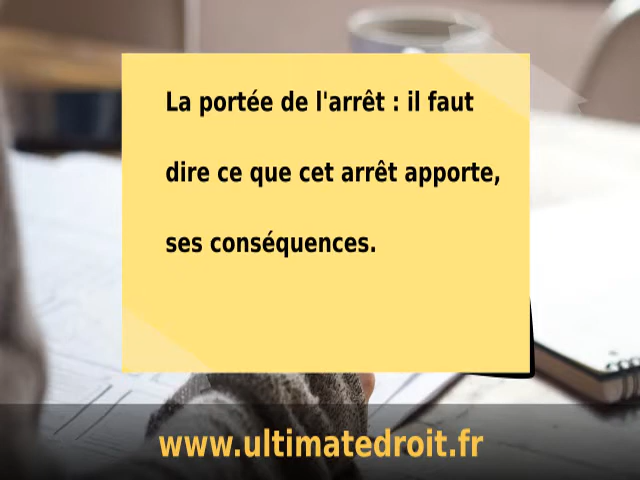 La portée de l'arrêt : il faut
dire ce que cet arrêt apporte,
ses conséquences.
www.ultimatedroit.fr